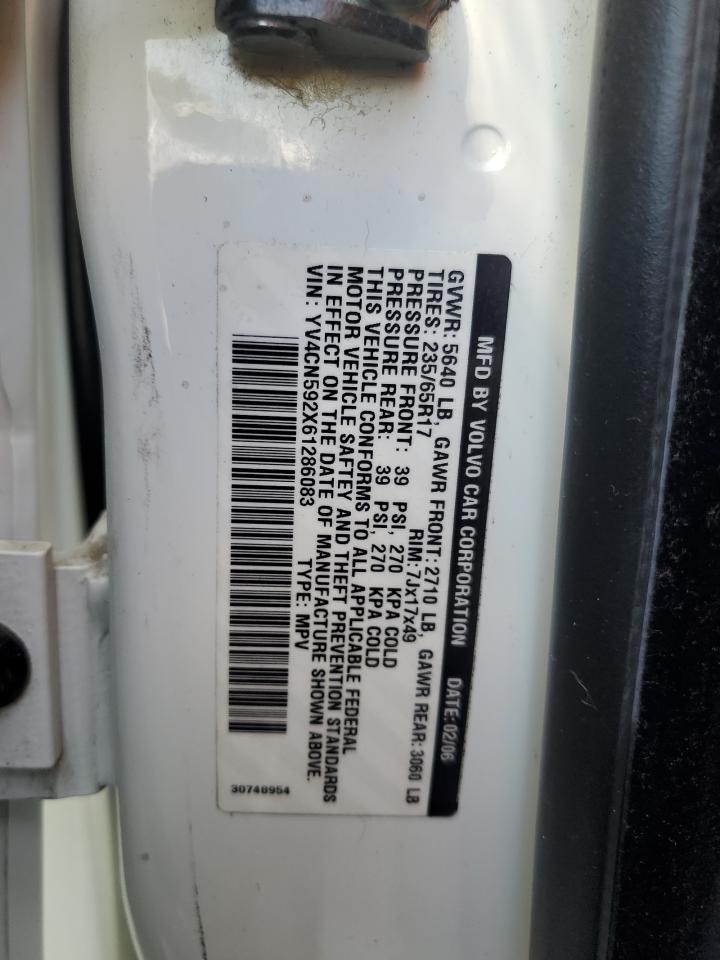 MFD BY VOLVO CAR CORPORATION DATE: 02/06
GVWR: 5640 LB, GAWR FRONT: 2710 LB, GAWR REAR: 3060 LB
TIRES: 235/65R17 RIM: 7Jx17x49
PRESSURE FRONT: 39 PSI, 270 KPA COLD
PRESSURE REAR: 39 PSI, 270 KPA COLD
THIS VEHICLE CONFORMS TO ALL APPLICABLE FEDERAL
MOTOR VEHICLE SAFTEY AND THEFT PREVENTION STANDARDS
IN EFFECT ON THE DATE OF MANUFACTURE SHOWN ABOVE.
VIN: YV4CN592X61286083 TYPE: MPV
30748954